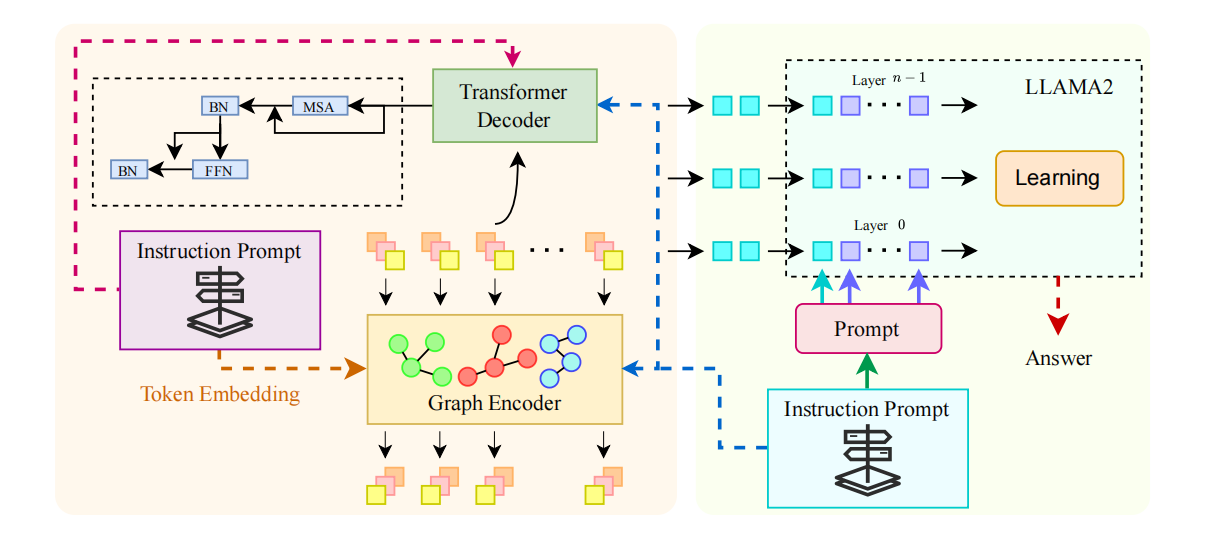 Transformer
Decoder
BN
MSA
BN
FFN
Instruction Prompt
Token Embedding
Graph Encoder
Layer n − 1
LLAMA2
Learning
Layer 0
Prompt
Answer
Instruction Prompt